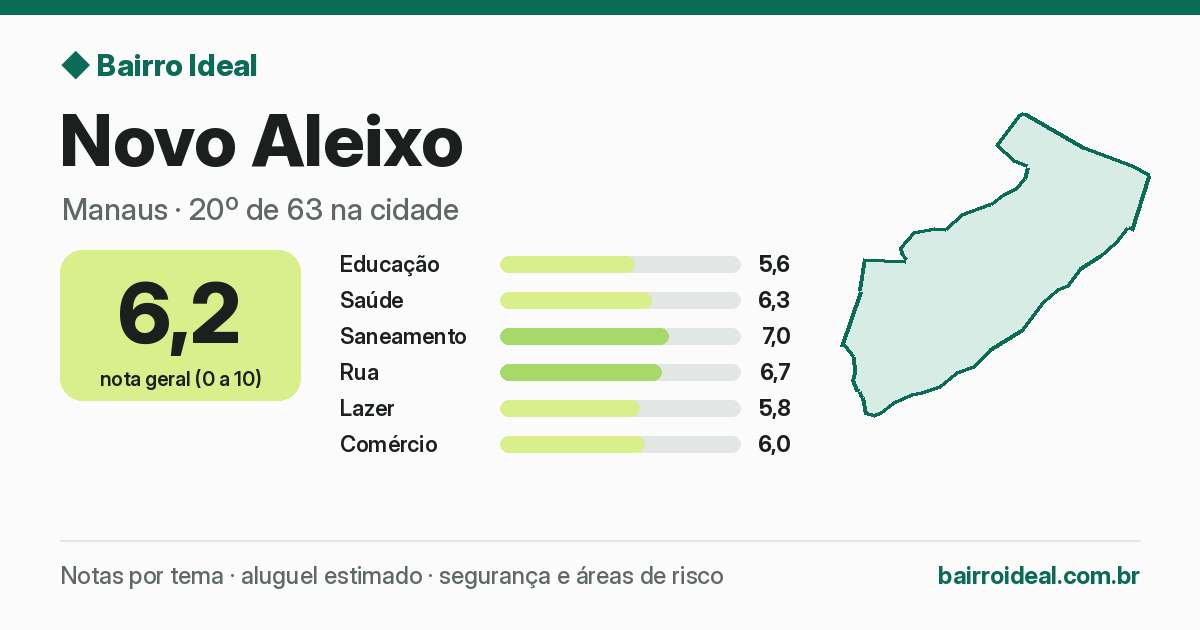 Bairro Ideal
Novo Aleixo
Manaus · 20º de 63 na cidade
6,2
nota geral (0 a 10)
Educação 5,6
Saúde 6,3
Saneamento 7,0
Rua 6,7
Lazer 5,8
Comércio 6,0
Notas por tema · aluguel estimado · segurança e áreas de risco
bairroideal.com.br